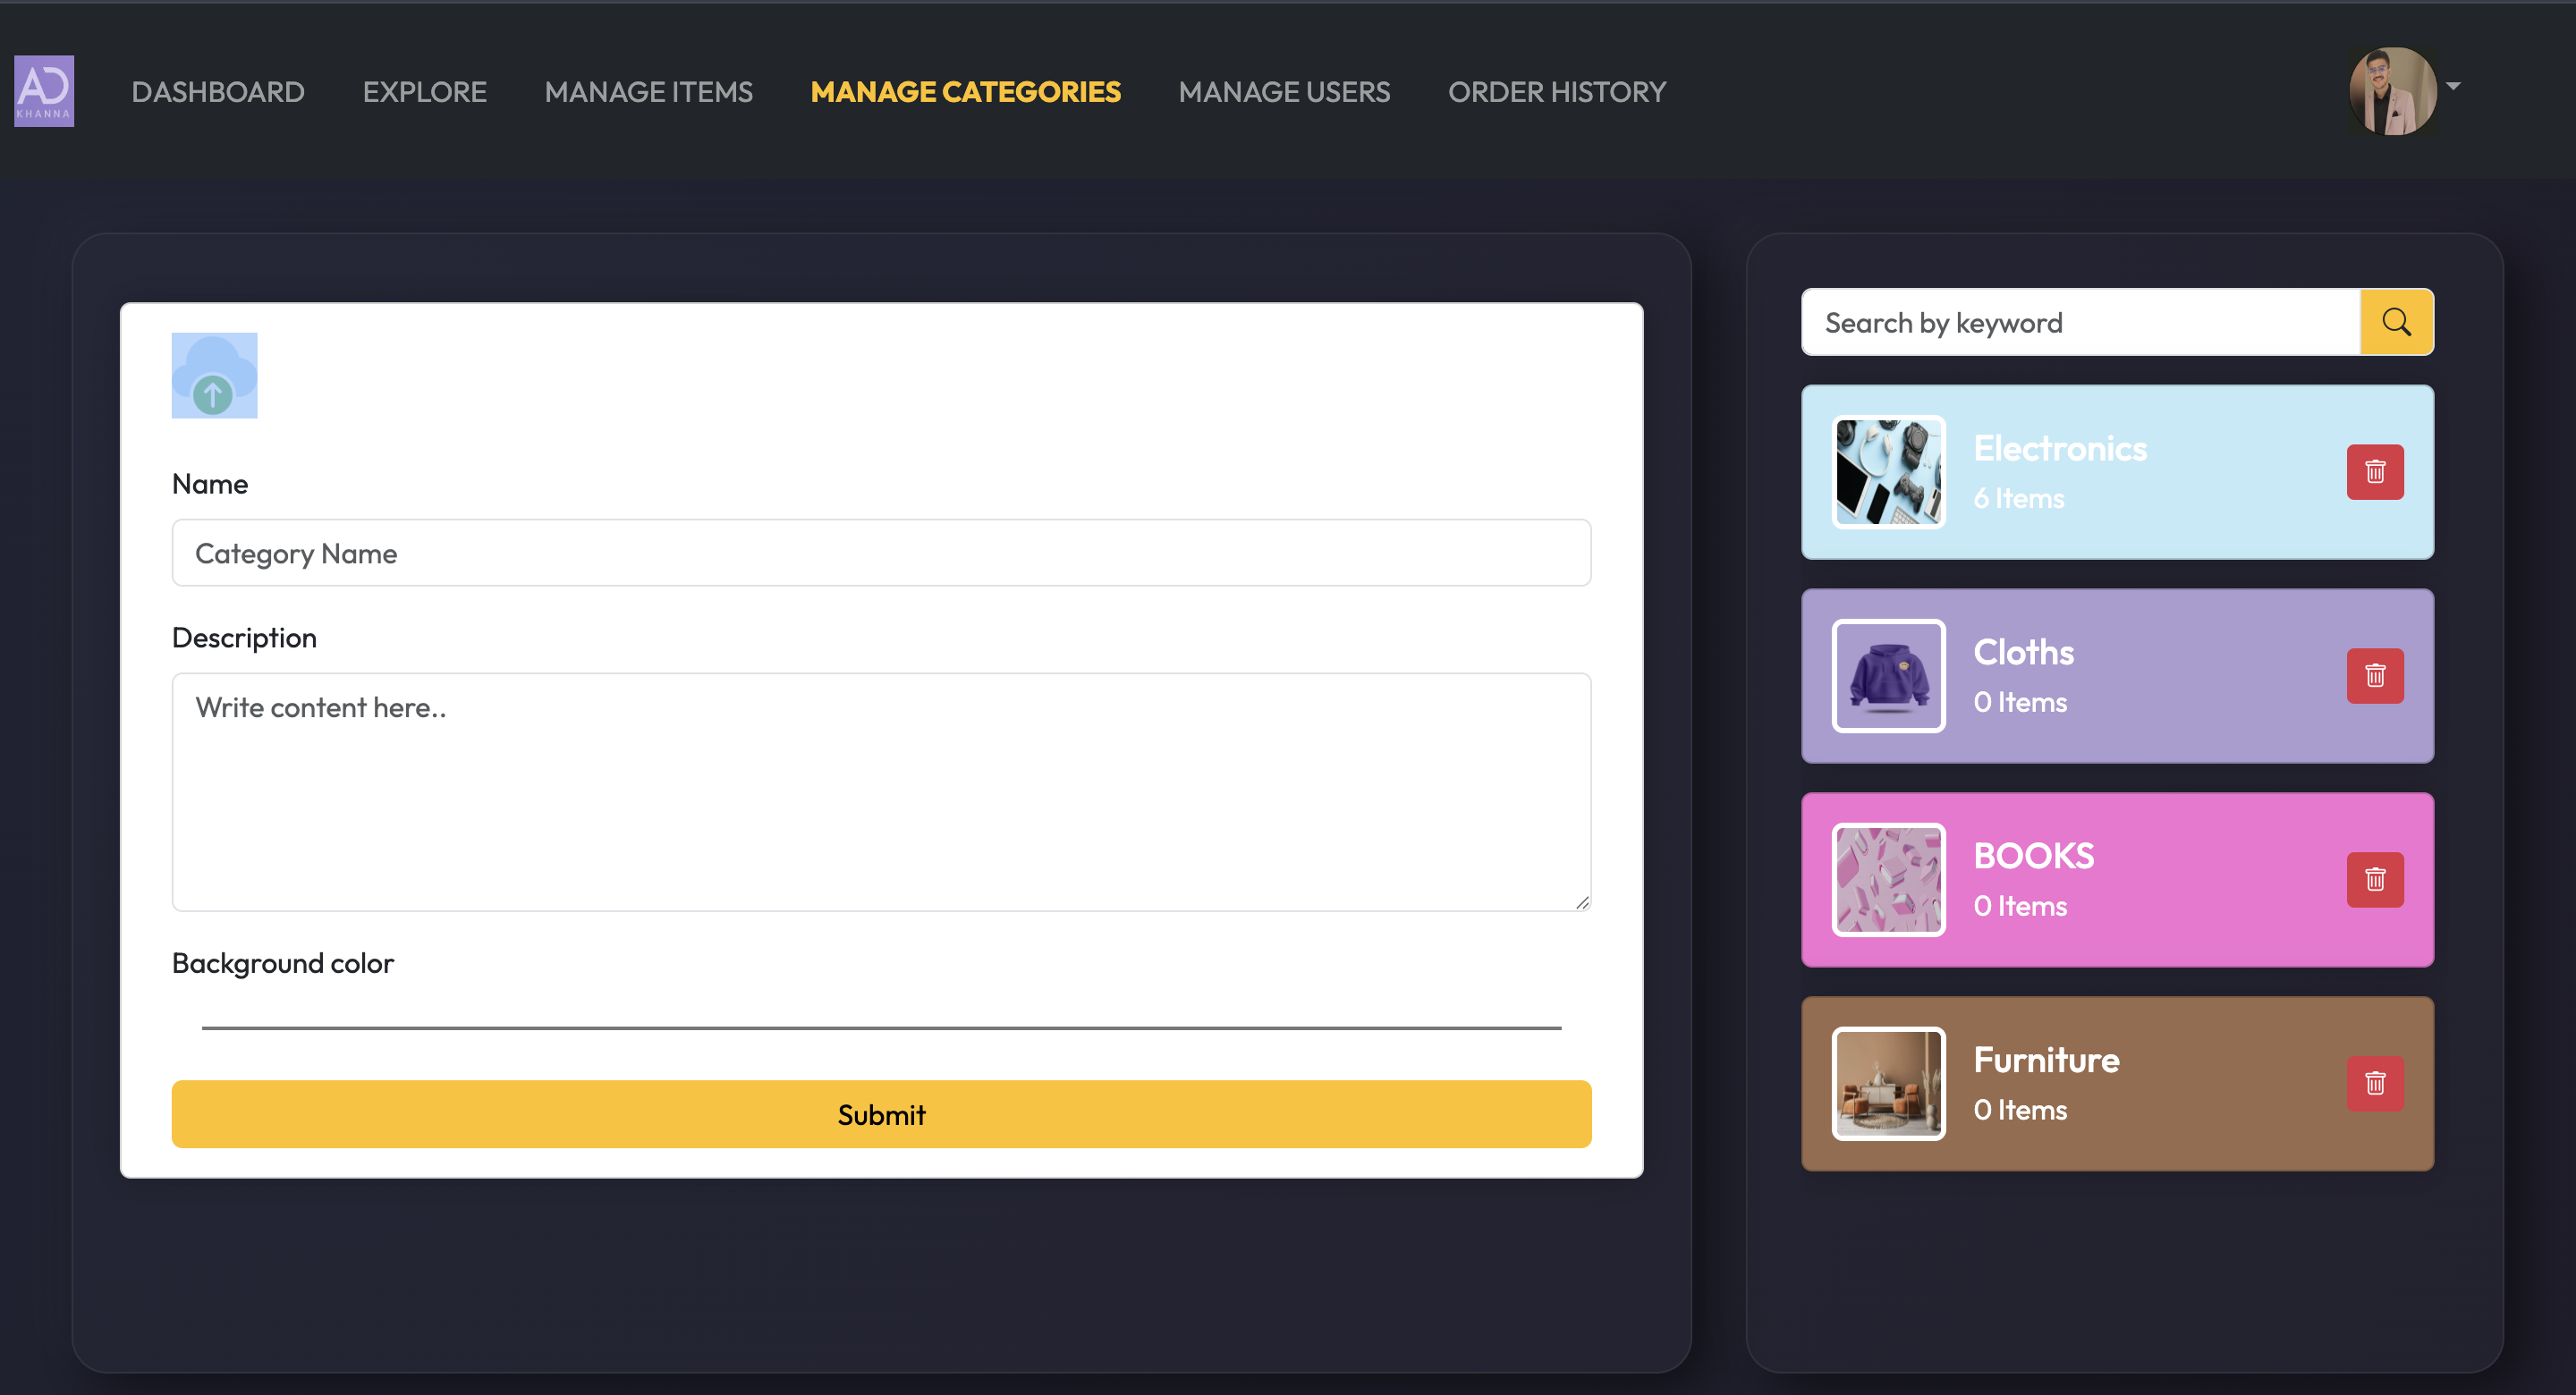 AD
KHANNA
DASHBOARD
EXPLORE
MANAGE ITEMS
MANAGE CATEGORIES
MANAGE USERS
ORDER HISTORY
Name
Category Name
Description
Write content here..
Background color
Submit
Search by keyword
Electronics
6 Items
Cloths
0 Items
BOOKS
0 Items
Furniture
0 Items